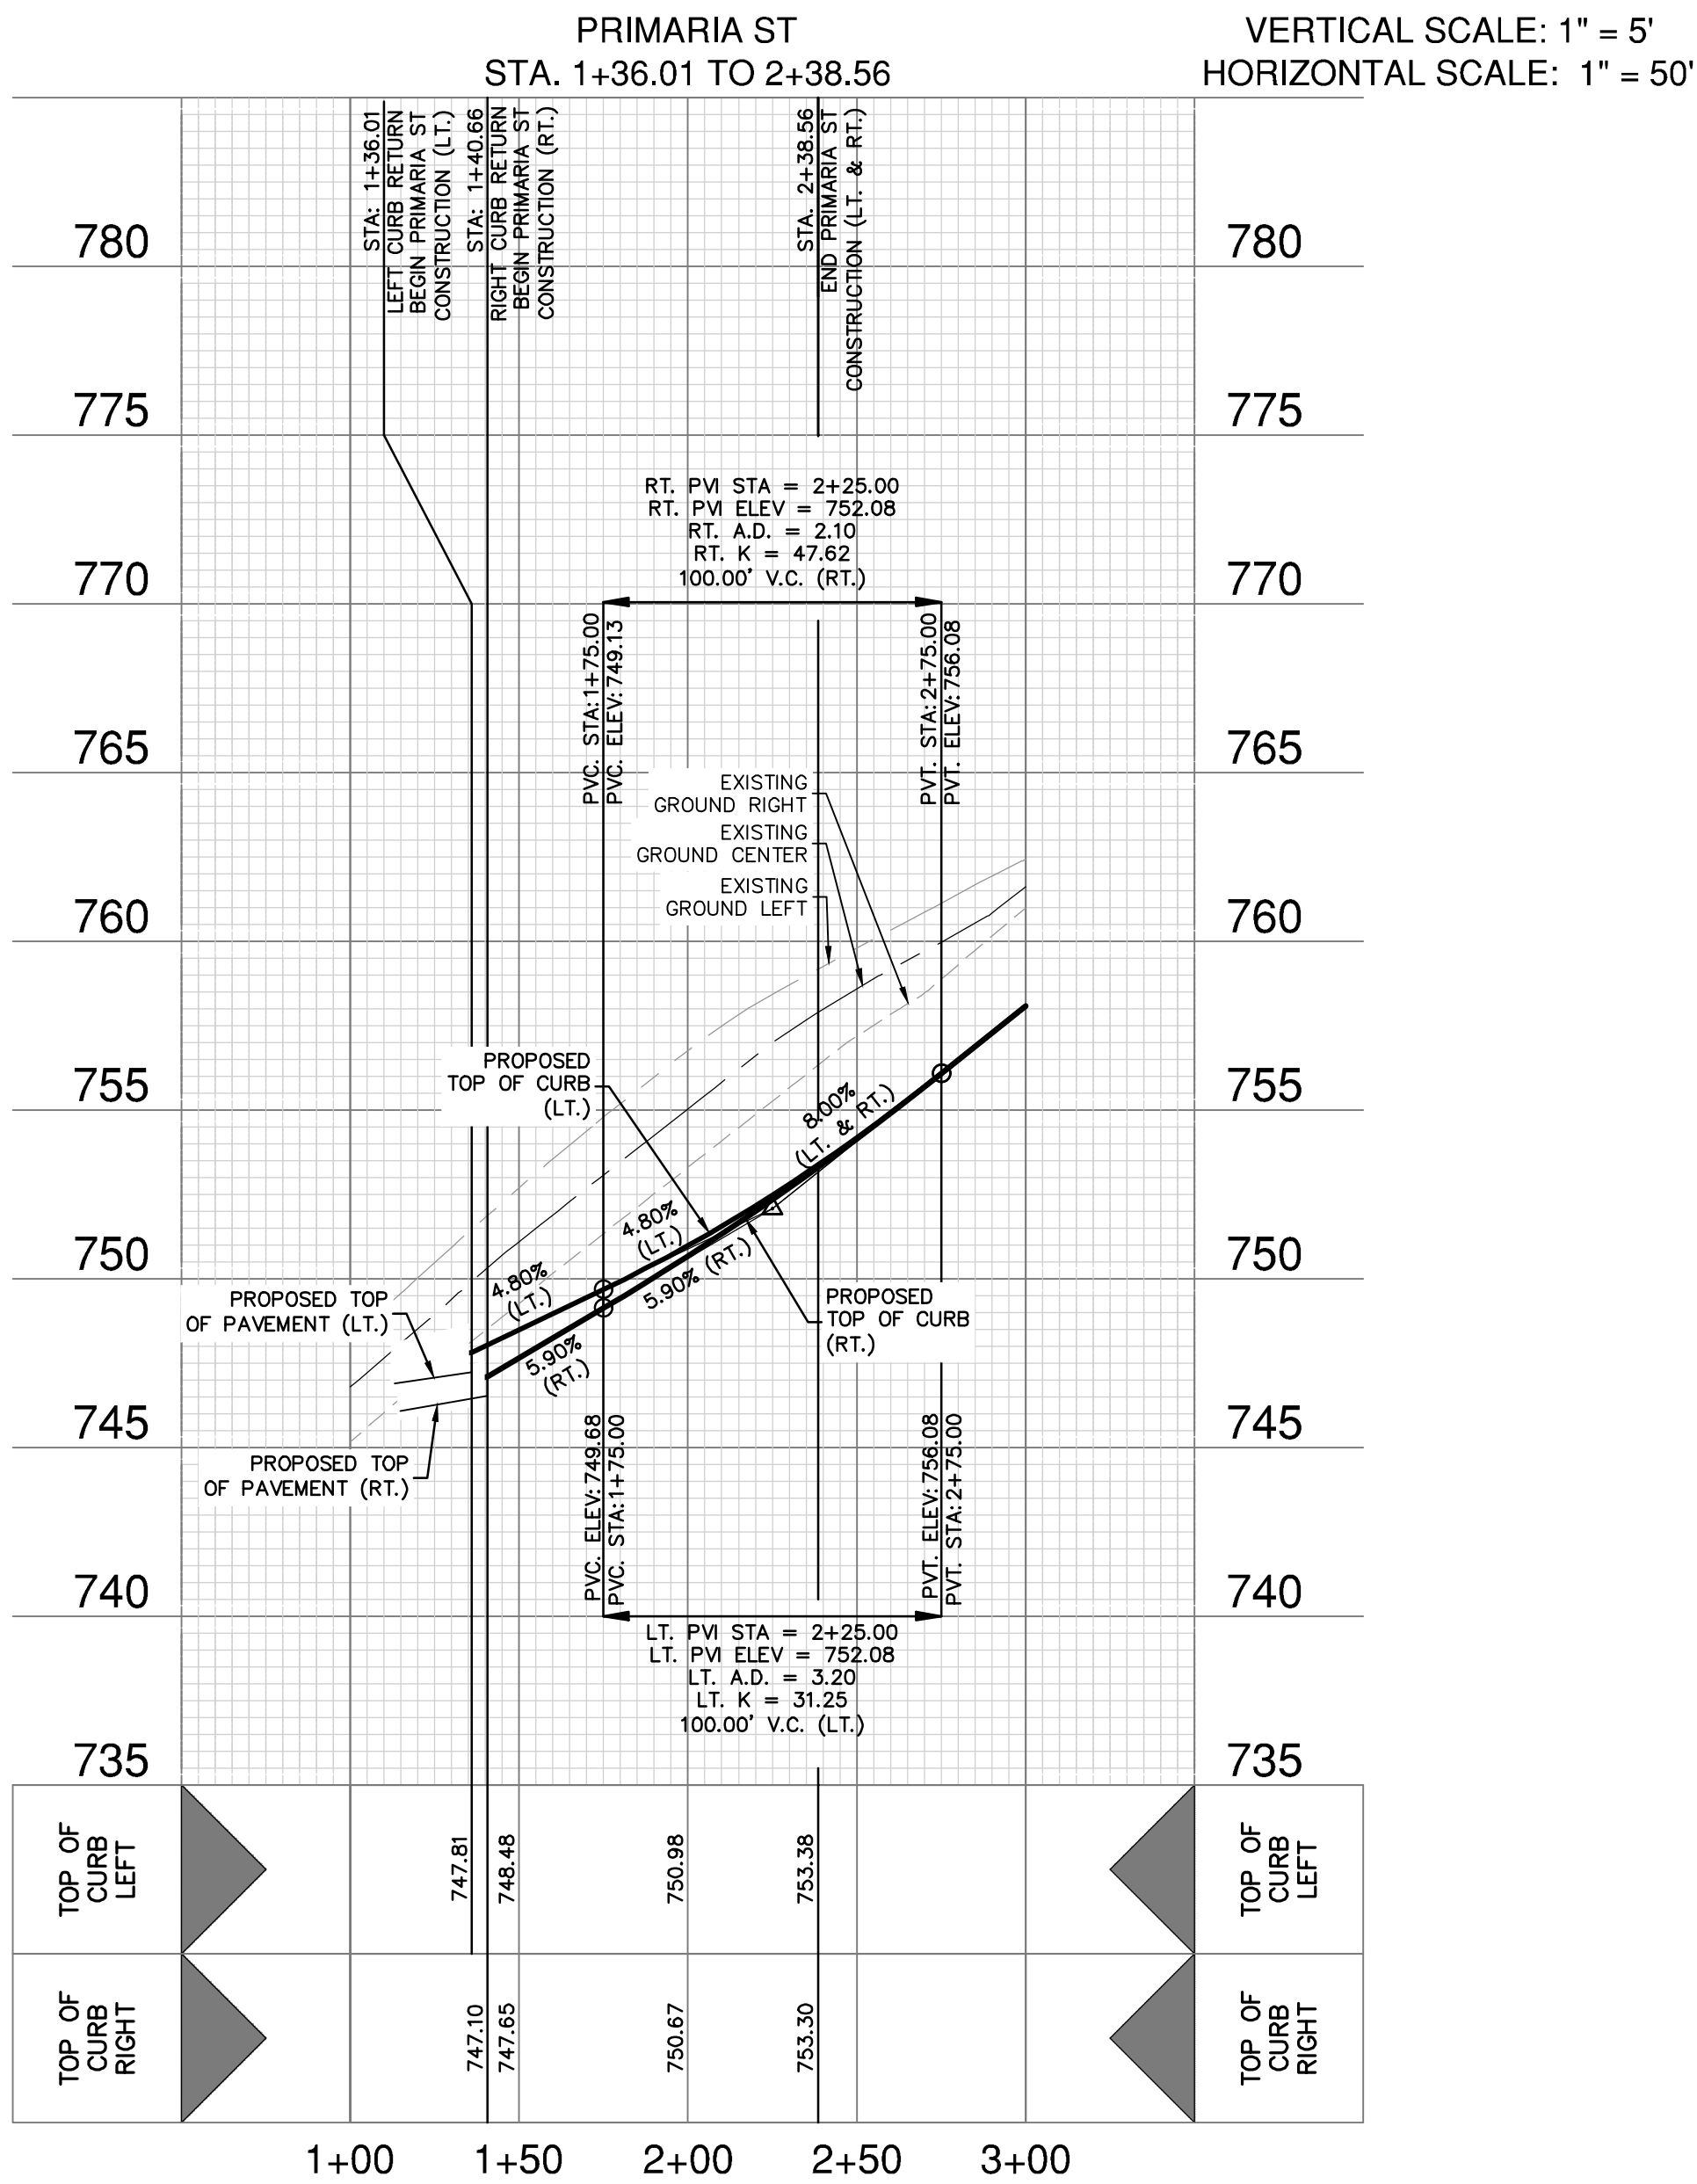 PRIMARIA ST
STA. 1+36.01 TO 2+38.56
VERTICAL SCALE: 1" = 5'
HORIZONTAL SCALE: 1" = 50'
STA: 1+36.01
LEFT CURB RETURN
BEGIN PRIMARIA ST
CONSTRUCTION (LT.)
STA: 1+40.66
RIGHT CURB RETURN
BEGIN PRIMARIA ST
CONSTRUCTION (RT.)
STA. 2+38.56
END PRIMARIA ST
CONSTRUCTION (LT. & RT.)
780
780
775
775
RT. PVI STA = 2+25.00
RT. PVI ELEV = 752.08
RT. A.D. = 2.10
RT. K = 47.62
100.00' V.C. (RT.)
770
770
PVC. STA: 1+75.00
PVC. ELEV: 749.13
PVT. STA: 2+75.00
PVT. ELEV: 756.08
765
765
EXISTING
GROUND RIGHT
EXISTING
GROUND CENTER
EXISTING
GROUND LEFT
760
760
PROPOSED
TOP OF CURB
(LT.)
755
755
8.00%
(LT. & RT.)
4.80%
(LT.)
4.80%
(LT.)
5.90% (RT.)
5.90%
(RT.)
750
750
PROPOSED TOP
OF PAVEMENT (LT.)
PROPOSED
TOP OF CURB
(RT.)
745
745
PROPOSED TOP
OF PAVEMENT (RT.)
PVC. ELEV: 749.68
PVC. STA: 1+75.00
PVT. ELEV: 756.08
PVT. STA: 2+75.00
740
740
LT. PVI STA = 2+25.00
LT. PVI ELEV = 752.08
LT. A.D. = 3.20
LT. K = 31.25
100.00' V.C. (LT.)
735
735
TOP OF
CURB
LEFT
747.81
748.48
750.98
753.38
TOP OF
CURB
LEFT
TOP OF
CURB
RIGHT
747.10
747.65
750.67
753.30
TOP OF
CURB
RIGHT
1+00
1+50
2+00
2+50
3+00